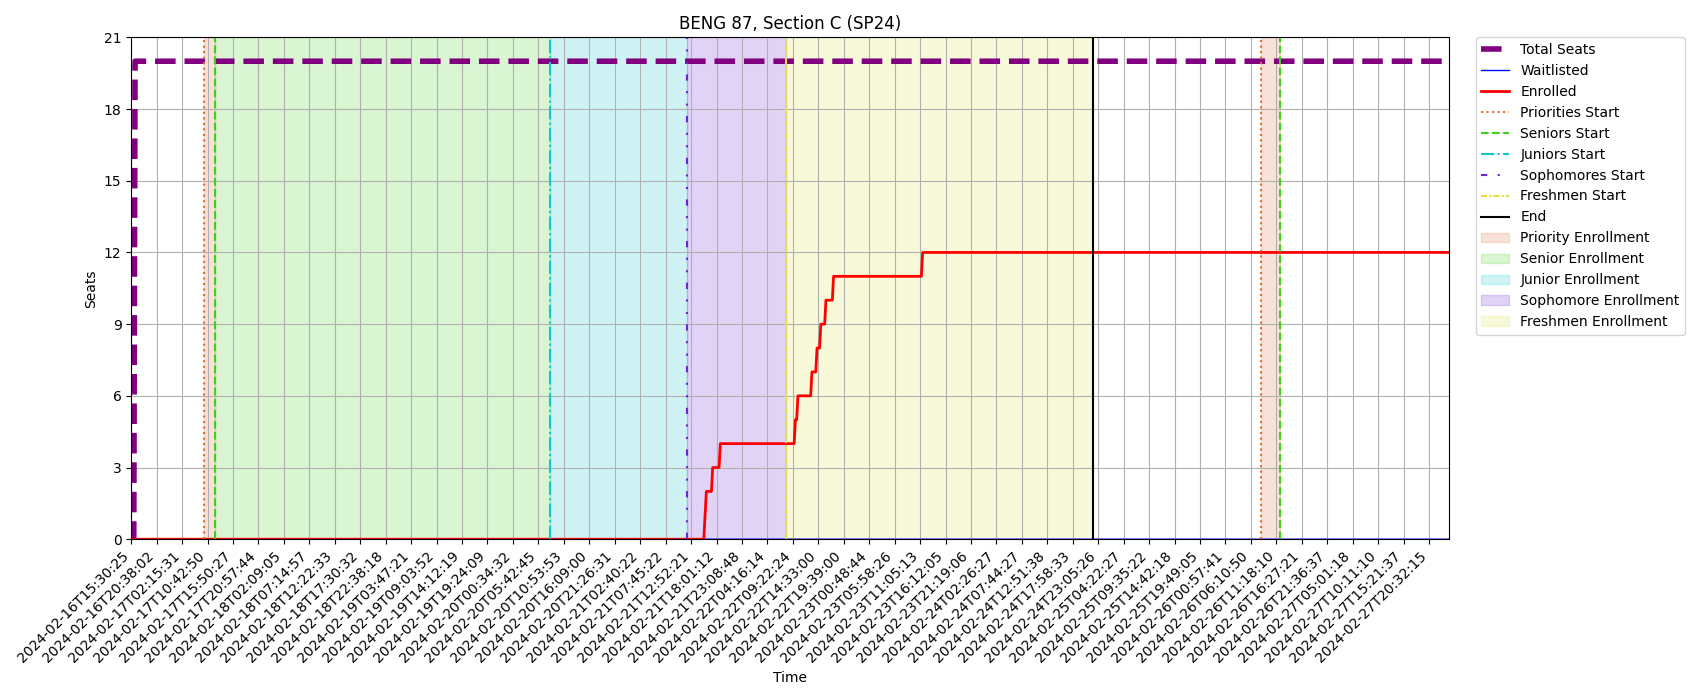 BENG 87, Section C (SP24)
21
18
15
12
9
6
3
0
Seats
2024-02-16T15:30:25
2024-02-16T20:38:02
2024-02-17T02:15:31
2024-02-17T10:42:50
2024-02-17T15:50:27
2024-02-17T20:57:44
2024-02-18T02:09:05
2024-02-18T07:14:57
2024-02-18T12:22:33
2024-02-18T17:30:32
2024-02-18T22:38:18
2024-02-19T03:47:21
2024-02-19T09:03:52
2024-02-19T14:12:19
2024-02-19T19:24:09
2024-02-20T00:34:32
2024-02-20T05:42:45
2024-02-20T10:53:53
2024-02-20T16:09:00
2024-02-20T21:26:31
2024-02-21T02:40:22
2024-02-21T07:45:22
2024-02-21T12:52:21
2024-02-21T18:01:12
2024-02-21T23:08:48
2024-02-22T04:16:14
2024-02-22T09:22:24
2024-02-22T14:33:00
2024-02-22T19:39:00
2024-02-23T00:48:44
2024-02-23T05:58:26
2024-02-23T11:05:13
2024-02-23T16:12:05
2024-02-23T21:19:06
2024-02-24T02:26:27
2024-02-24T07:44:27
2024-02-24T12:51:38
2024-02-24T17:58:33
2024-02-24T23:05:26
2024-02-25T04:22:27
2024-02-25T09:35:22
2024-02-25T14:42:18
2024-02-25T19:49:05
2024-02-26T00:57:41
2024-02-26T06:10:50
2024-02-26T11:18:10
2024-02-26T16:27:21
2024-02-26T21:36:37
2024-02-27T05:01:18
2024-02-27T10:11:10
2024-02-27T15:21:37
2024-02-27T20:32:15
Time
Total Seats
Waitlisted
Enrolled
Priorities Start
Seniors Start
Juniors Start
Sophomores Start
Freshmen Start
End
Priority Enrollment
Senior Enrollment
Junior Enrollment
Sophomore Enrollment
Freshmen Enrollment